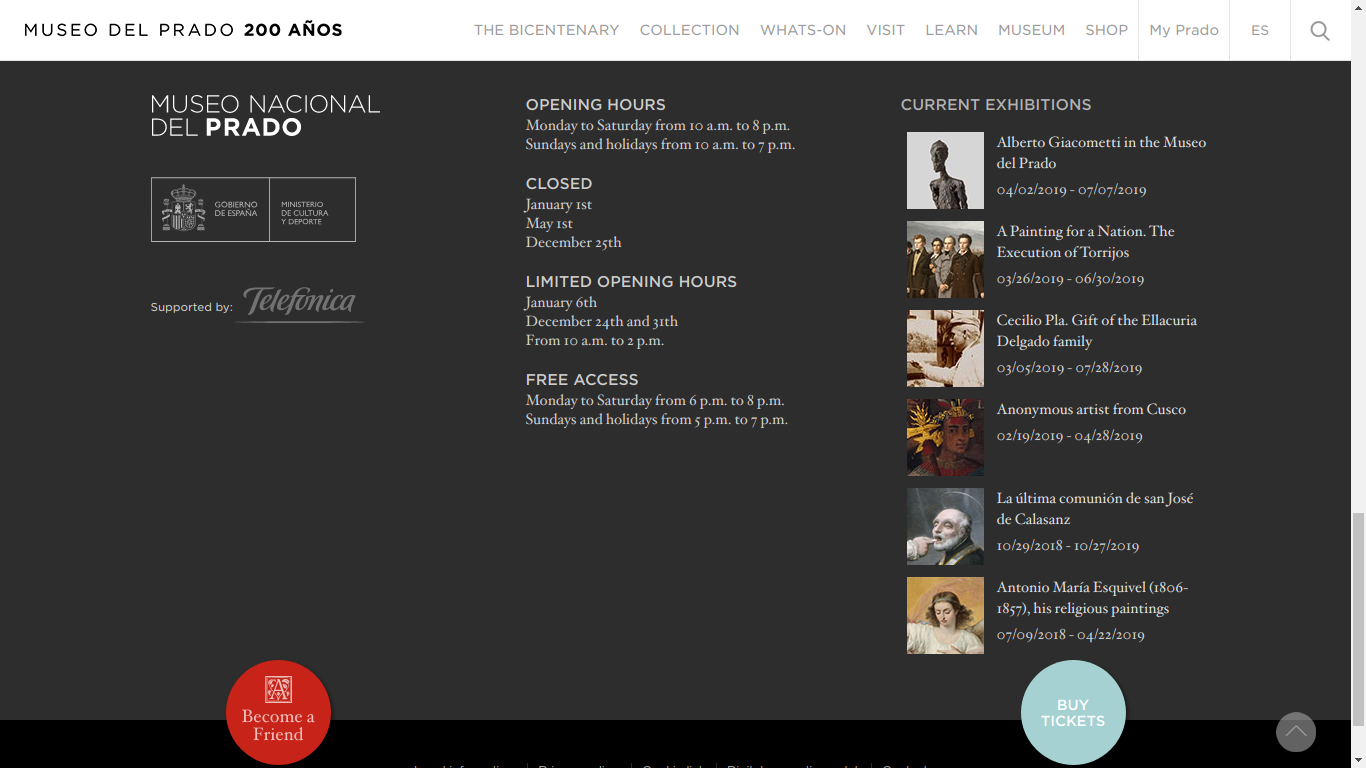 MUSEO DEL PRADO 200 AÑOS
THE BICENTENARY
COLLECTION
WHATS-ON
VISIT
LEARN
MUSEUM
SHOP
My Prado
ES
MUSEO NACIONAL
DEL PRADO
GOBIERNO
DE ESPAÑA
MINISTERIO
DE CULTURA
Y DEPORTE
Supported by: Telefónica
OPENING HOURS
Monday to Saturday from 10 a.m. to 8 p.m.
Sundays and holidays from 10 a.m. to 7 p.m.
CLOSED
January 1st
May 1st
December 25th
LIMITED OPENING HOURS
January 6th
December 24th and 31th
From 10 a.m. to 2 p.m.
FREE ACCESS
Monday to Saturday from 6 p.m. to 8 p.m.
Sundays and holidays from 5 p.m. to 7 p.m.
CURRENT EXHIBITIONS
Alberto Giacometti in the Museo
del Prado
04/02/2019 - 07/07/2019
A Painting for a Nation. The
Execution of Torrijos
03/26/2019 - 06/30/2019
Cecilio Pla. Gift of the Ellacuria
Delgado family
03/05/2019 - 07/28/2019
Anonymous artist from Cusco
02/19/2019 - 04/28/2019
La última comunión de san José
de Calasanz
10/29/2018 - 10/27/2019
Antonio María Esquivel (1806-
1857), his religious paintings
07/09/2018 - 04/22/2019
A
Become a
Friend
BUY
TICKETS